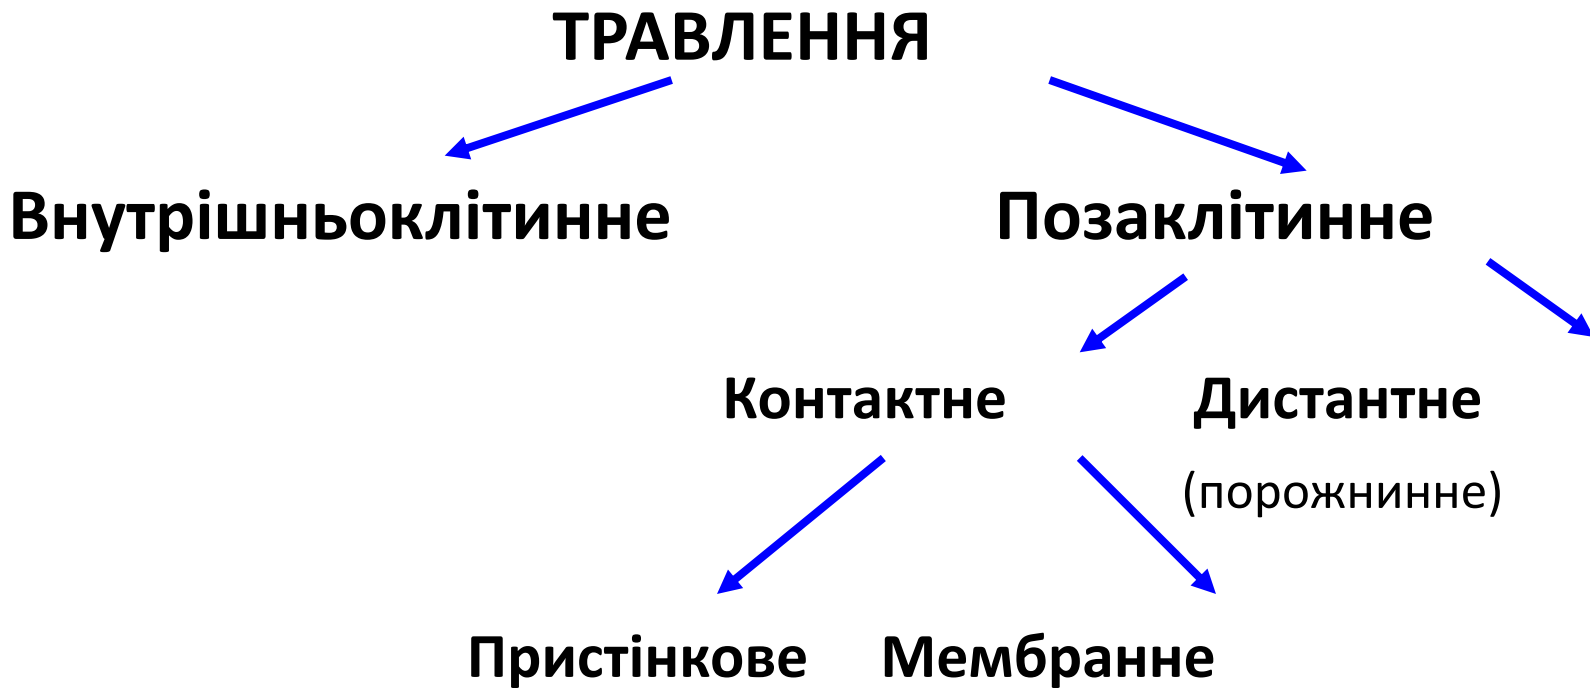 ТРАВЛЕННЯ
Внутрішньоклітинне Позаклітинне
Контактне Дистантне
(порожнинне)
Пристінкове Мембранне